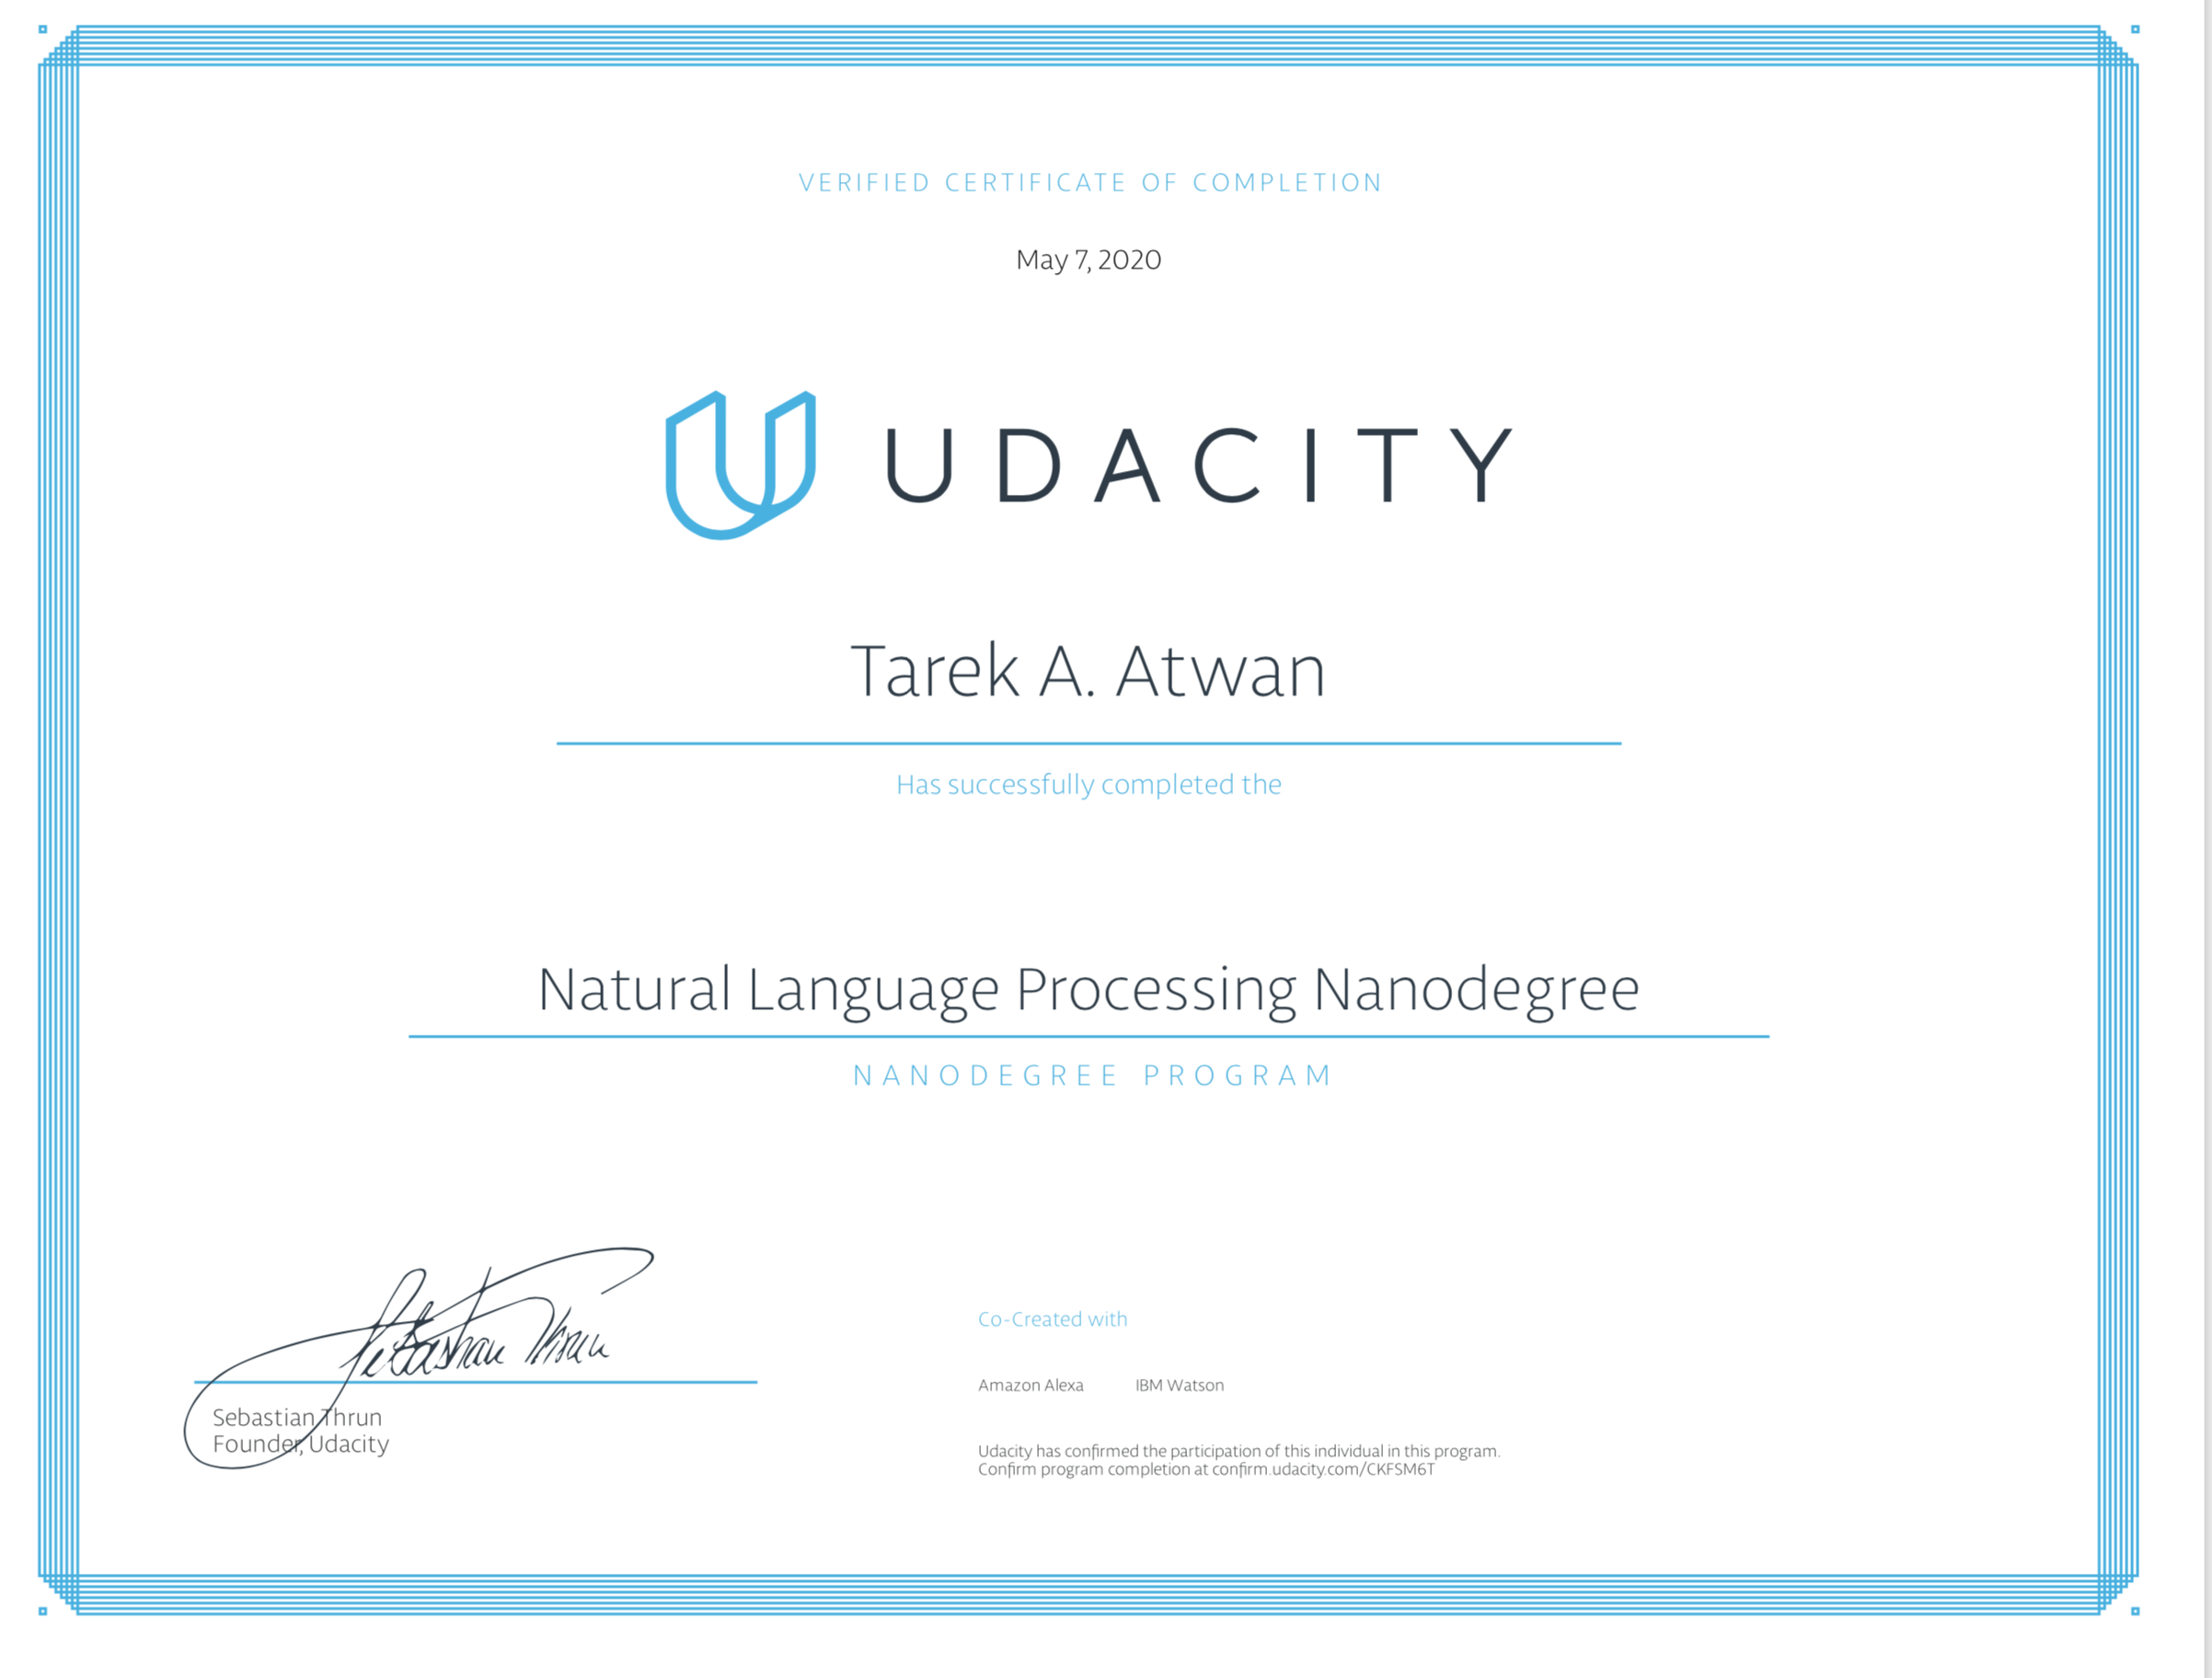 VERIFIED CERTIFICATE OF COMPLETION
May 7, 2020
UDACITY
Tarek A. Atwan
Has successfully completed the
Natural Language Processing Nanodegree
NANODEGREE PROGRAM
Sebastian Thrun
Sebastian Thrun
Founder, Udacity
Co-Created with
Amazon Alexa IBM Watson
Udacity has confirmed the participation of this individual in this program.
Confirm program completion at confirm.udacity.com/CKFSM6T